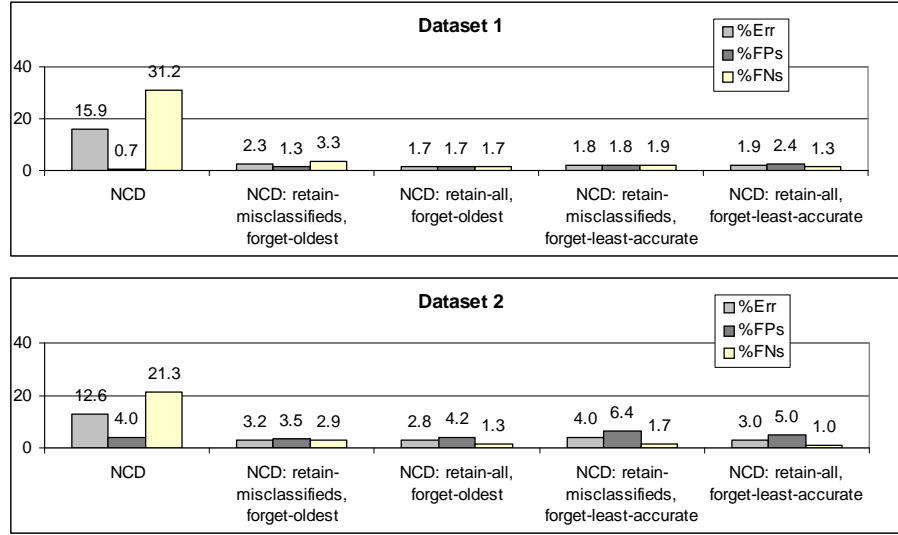 Dataset 1
%Err
%FPs
%FNs
40
20
0
15.9
0.7
31.2
2.3
1.3
3.3
1.7
1.7
1.7
1.8
1.8
1.9
1.9
2.4
1.3
NCD
NCD: retain-
misclassifieds,
forget-oldest
NCD: retain-all,
forget-oldest
NCD: retain-
misclassifieds,
forget-least-accurate
NCD: retain-all,
forget-least-accurate
Dataset 2
%Err
%FPs
%FNs
40
20
0
12.6
4.0
21.3
3.2
3.5
2.9
2.8
4.2
1.3
4.0
6.4
1.7
3.0
5.0
1.0
NCD
NCD: retain-
misclassifieds,
forget-oldest
NCD: retain-all,
forget-oldest
NCD: retain-
misclassifieds,
forget-least-accurate
NCD: retain-all,
forget-least-accurate